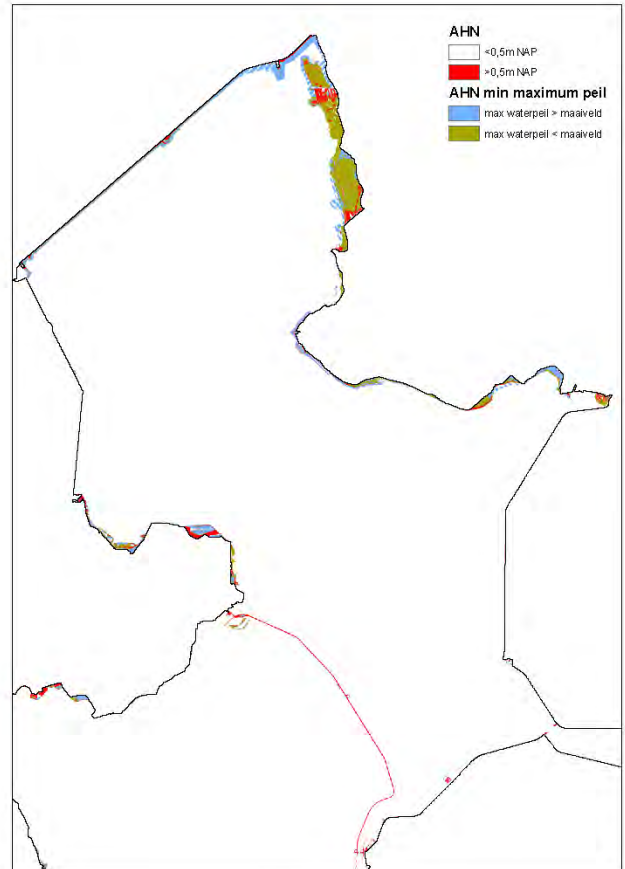 AHN
<0,5m NAP
>0,5m NAP
AHN min maximum peil
max waterpeil > maaiveld
max waterpeil < maaiveld